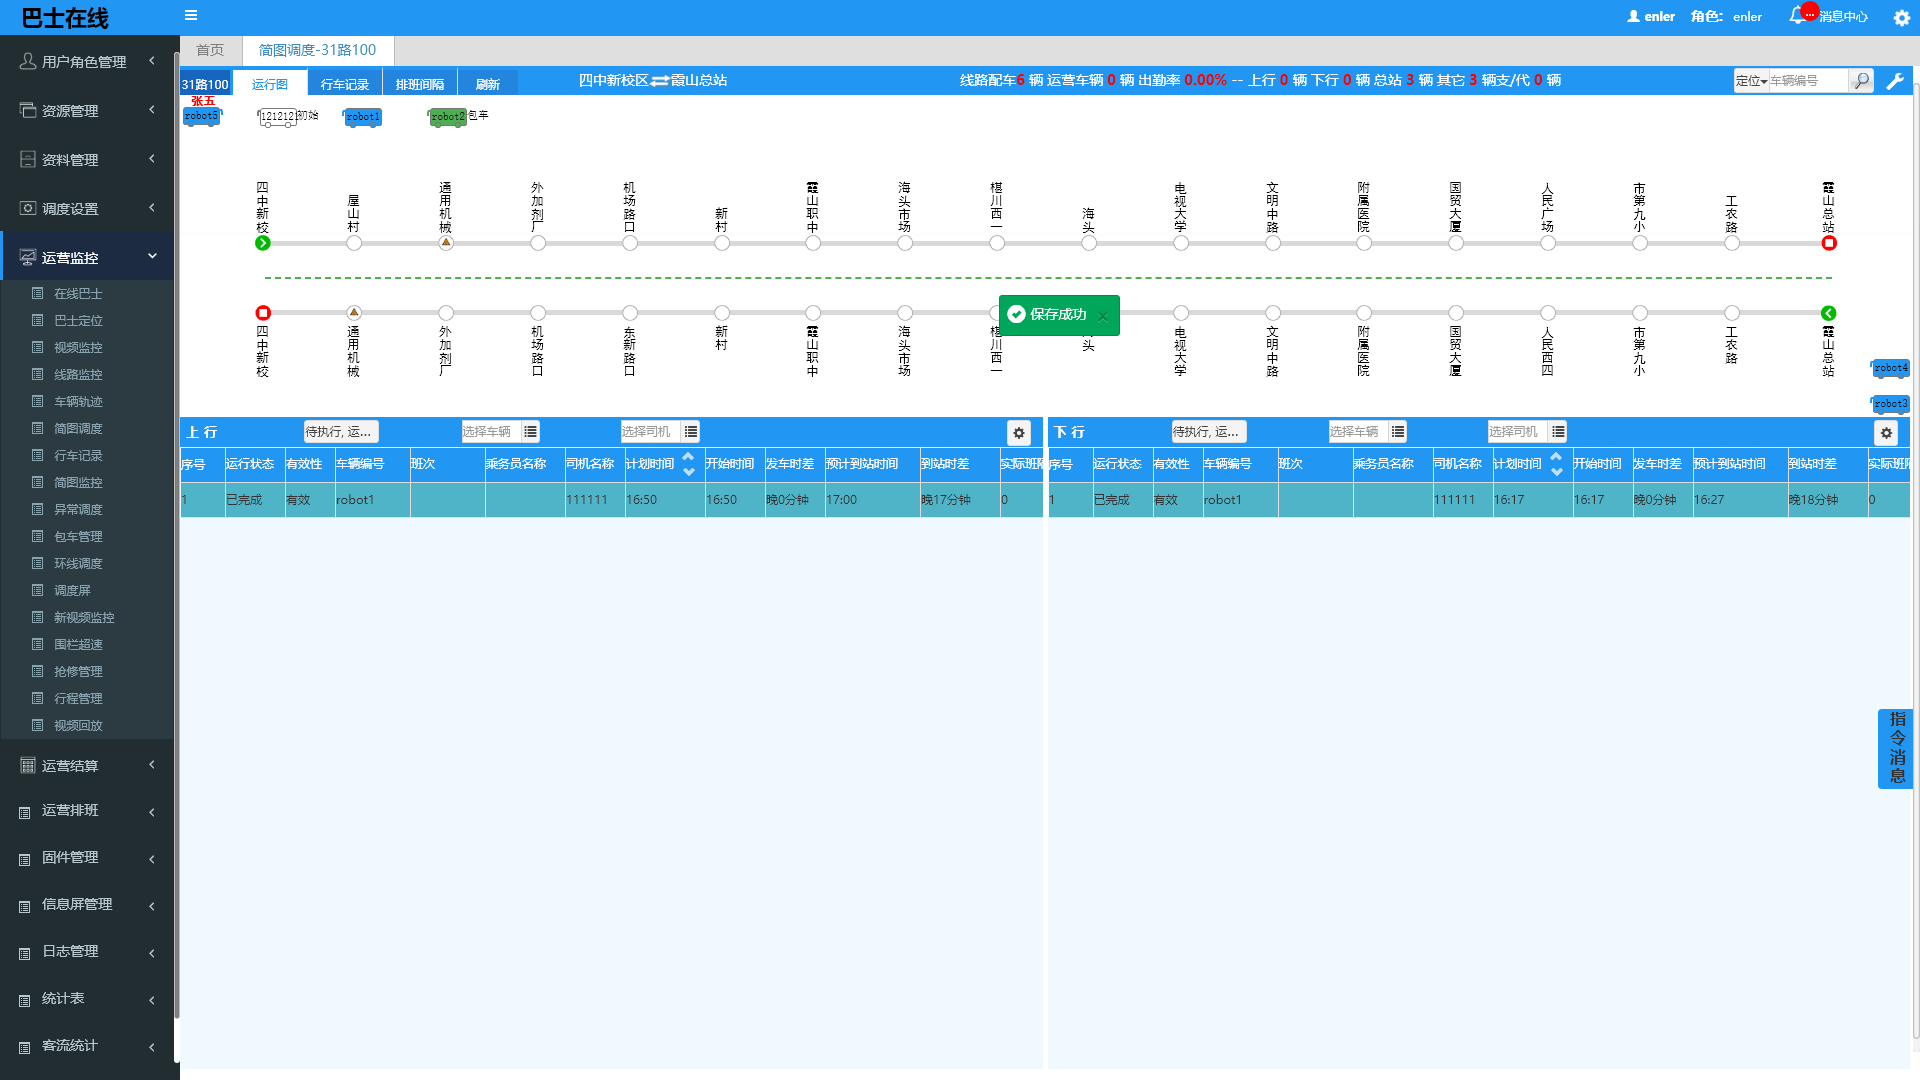 巴士在线
enler 角色: enler 消息中心
用户角色管理
资源管理
资料管理
调度设置
运营监控
在线巴士
巴士定位
视频监控
线路监控
车辆轨迹
简图调度
行车记录
简图监控
异常调度
包车管理
环线调度
调度屏
新视频监控
围栏超速
抢修管理
行程管理
视频回放
运营结算
运营排班
固件管理
信息屏管理
日志管理
统计表
客流统计
首页 简图调度-31路100
31路100 运行图 行车记录 排班间隔 刷新 四中新校区 霞山总站 线路配车6 辆 运营车辆 0 辆 出勤率 0.00% -- 上行 0 辆 下行 0 辆 总站 3 辆 其它 3 辆支/代 0 辆 定位 车辆编号
张五
robot5 1212121初始 robot1 robot2 包车
四中新校
屋山村
通用机械
外加剂厂
机场路口
新村
霞山职中
海头市场
椹川西一
海头
电视大学
文明中路
附属医院
国贸大厦
人民广场
市第九小
工农路
霞山总站
保存成功
四中新校
通用机械
外加剂厂
机场路口
东新路口
新村
霞山职中
海头市场
椹川西一
头
电视大学
文明中路
附属医院
国贸大厦
人民西四
市第九小
工农路
霞山总站
robot4
robot3
上行 待执行, 运... 选择车辆 选择司机
序号 运行状态 有效性 车辆编号 班次 乘务员名称 司机名称 计划时间 开始时间 发车时差 预计到站时间 到站时差 实际班
1 已完成 有效 robot1 111111 16:50 16:50 晚0分钟 17:00 晚17分钟 0
下行 待执行, 运... 选择车辆 选择司机
序号 运行状态 有效性 车辆编号 班次 乘务员名称 司机名称 计划时间 开始时间 发车时差 预计到站时间 到站时差 实际班
1 已完成 有效 robot1 111111 16:17 16:17 晚0分钟 16:27 晚18分钟 0
指令消息